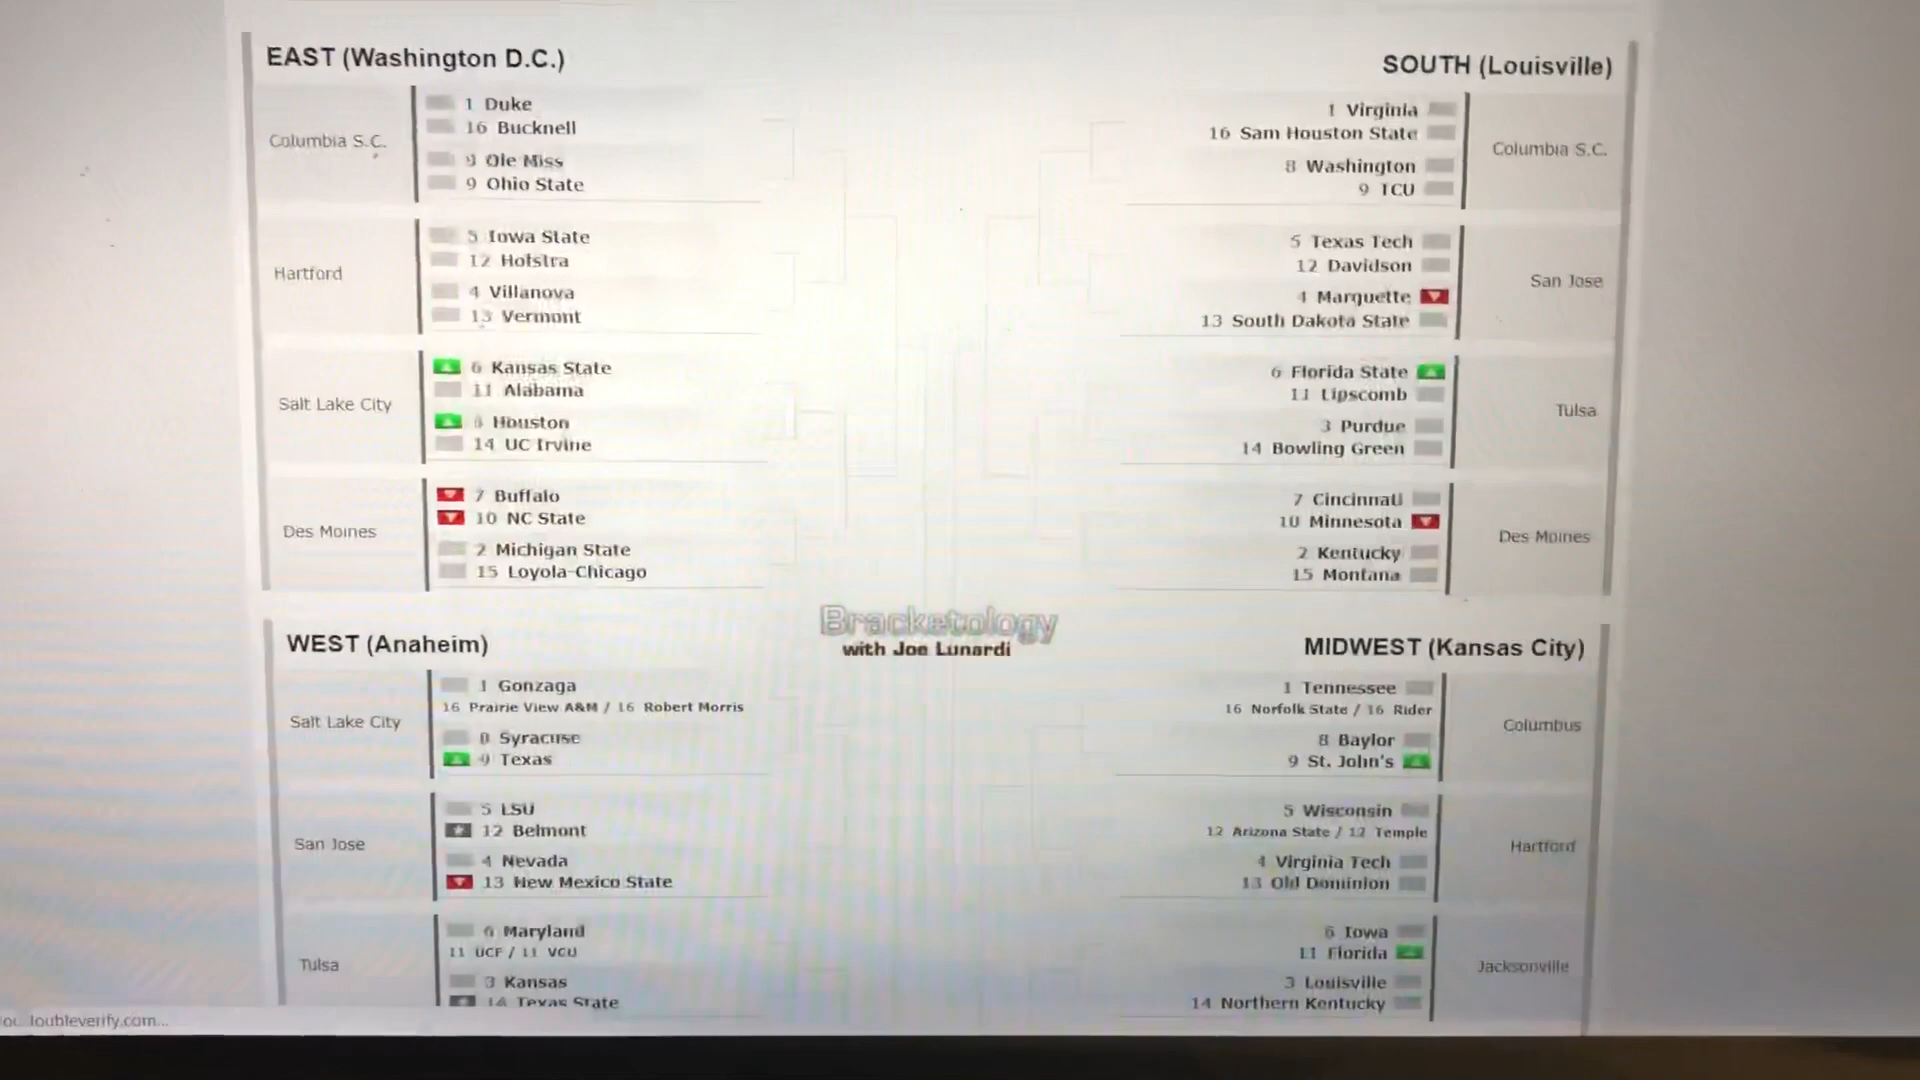 EAST (Washington D.C.)
Columbia S.C.
1 Duke
16 Bucknell
Ole Miss
9 Ohio State
Hartford
5 Iowa State
12 Hofstra
4 Villanova
13 Vermont
Salt Lake City
6 Kansas State
11 Alabama
Houston
14 UC Irvine
Des Moines
7 Buffalo
10 NC State
2 Michigan State
15 Loyola-Chicago
SOUTH (Louisville)
Columbia S.C.
1 Virginia
16 Sam Houston State
8 Washington
9 TCU
San Jose
5 Texas Tech
12 Davidson
4 Marquette
13 South Dakota State
Tulsa
6 Florida State
11 Lipscomb
3 Purdue
14 Bowling Green
Des Moines
7 Cincinnati
10 Minnesota
2 Kentucky
15 Montana
Bracketology
with Joe Lunardi
WEST (Anaheim)
Salt Lake City
1 Gonzaga
16 Prairie View A&M / 16 Robert Morris
8 Syracuse
9 Texas
San Jose
5 LSU
12 Belmont
4 Nevada
13 New Mexico State
Tulsa
6 Maryland
11 UCF / 11 VCU
3 Kansas
14 Texas State
MIDWEST (Kansas City)
Columbus
1 Tennessee
16 Norfolk State / 16 Rider
8 Baylor
9 St. John's
Hartford
5 Wisconsin
12 Arizona State / 12 Temple
4 Virginia Tech
13 Old Dominion
Jacksonville
6 Iowa
11 Florida
3 Louisville
14 Northern Kentucky
loubleverify.com...